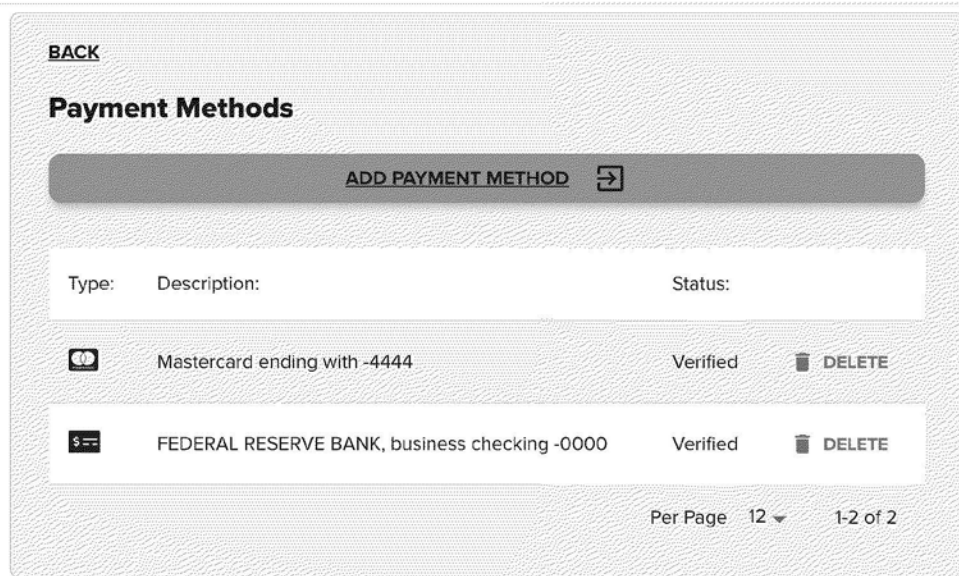 BACK
Payment Methods
ADD PAYMENT METHOD
Type: Description: Status:
Mastercard ending with -4444 Verified DELETE
FEDERAL RESERVE BANK, business checking -0000 Verified DELETE
Per Page 12 1-2 of 2